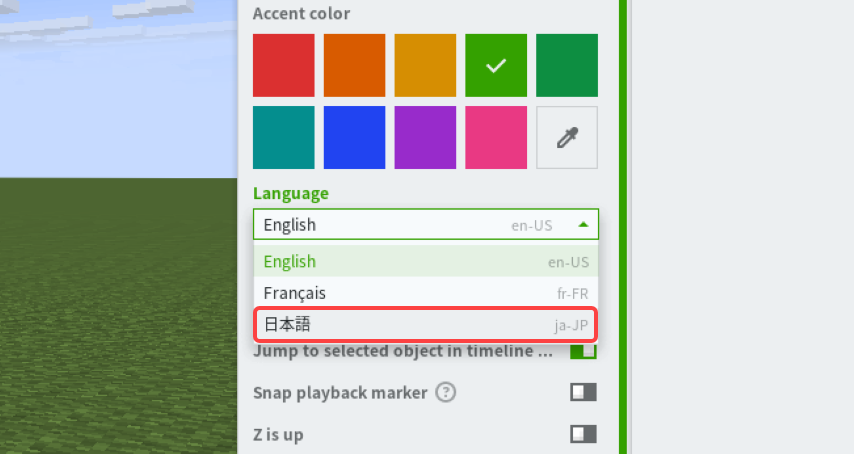 Accent color
Language
English en-US
English en-US
Français fr-FR
日本語 ja-JP
Jump to selected object in timeline ...
Snap playback marker ?
Z is up